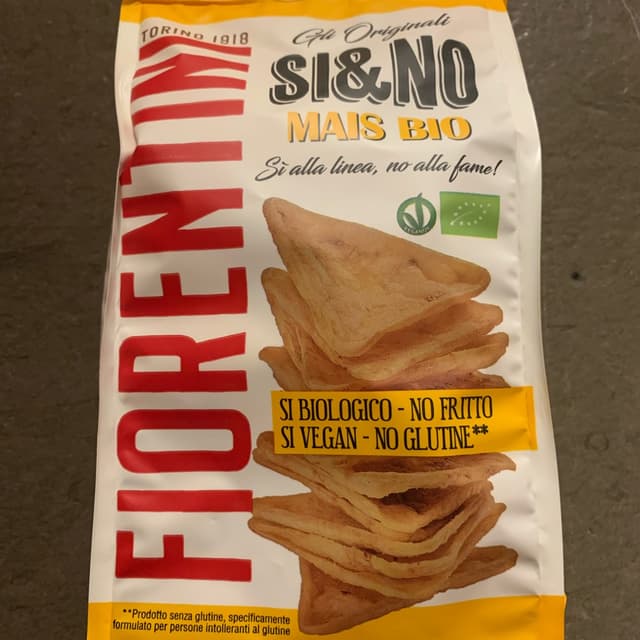 TORINO 1918
FIORENTINI
Gli Originali
SI&NO
MAIS BIO
Sì alla linea, no alla fame!
SI BIOLOGICO - NO FRITTO
SI VEGAN - NO GLUTINE**
**Prodotto senza glutine, specificamente
formulato per persone intolleranti al glutine